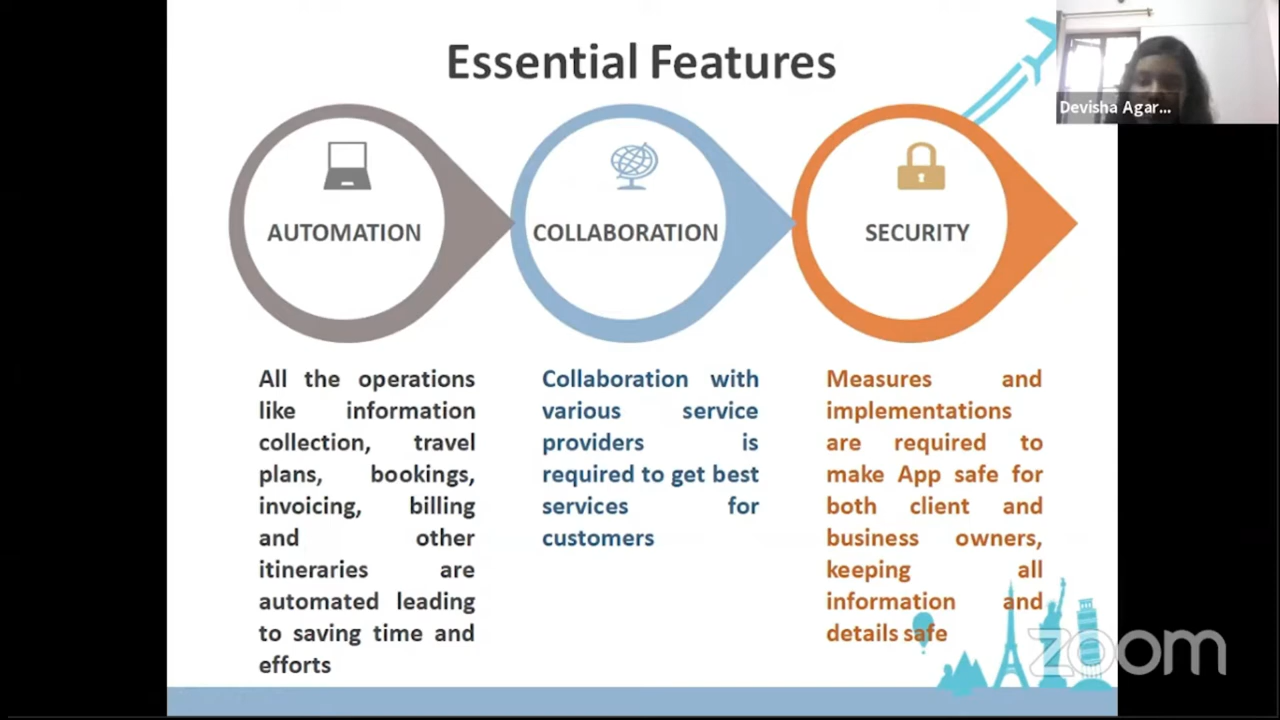 Essential Features
Devisha Agar...
AUTOMATION
COLLABORATION
SECURITY
All the operations
like information
collection, travel
plans, bookings,
invoicing, billing
and other
itineraries are
automated leading
to saving time and
efforts
Collaboration with
various service
providers is
required to get best
services for
customers
Measures and
implementations
are required to
make App safe for
both client and
business owners,
keeping all
information and
details safe
zoom